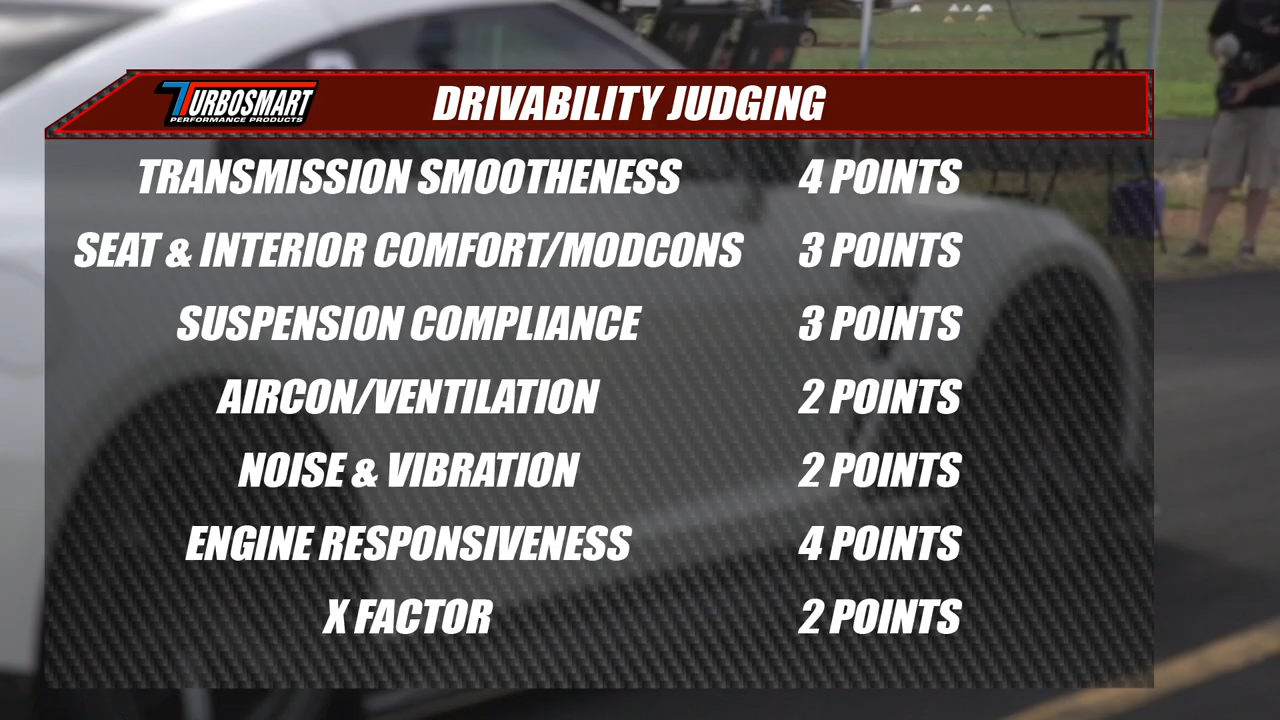 TURBOSMART
PERFORMANCE PRODUCTS
DRIVABILITY JUDGING
TRANSMISSION SMOOTHENESS 4 POINTS
SEAT & INTERIOR COMFORT/MODCONS 3 POINTS
SUSPENSION COMPLIANCE 3 POINTS
AIRCON/VENTILATION 2 POINTS
NOISE & VIBRATION 2 POINTS
ENGINE RESPONSIVENESS 4 POINTS
X FACTOR 2 POINTS